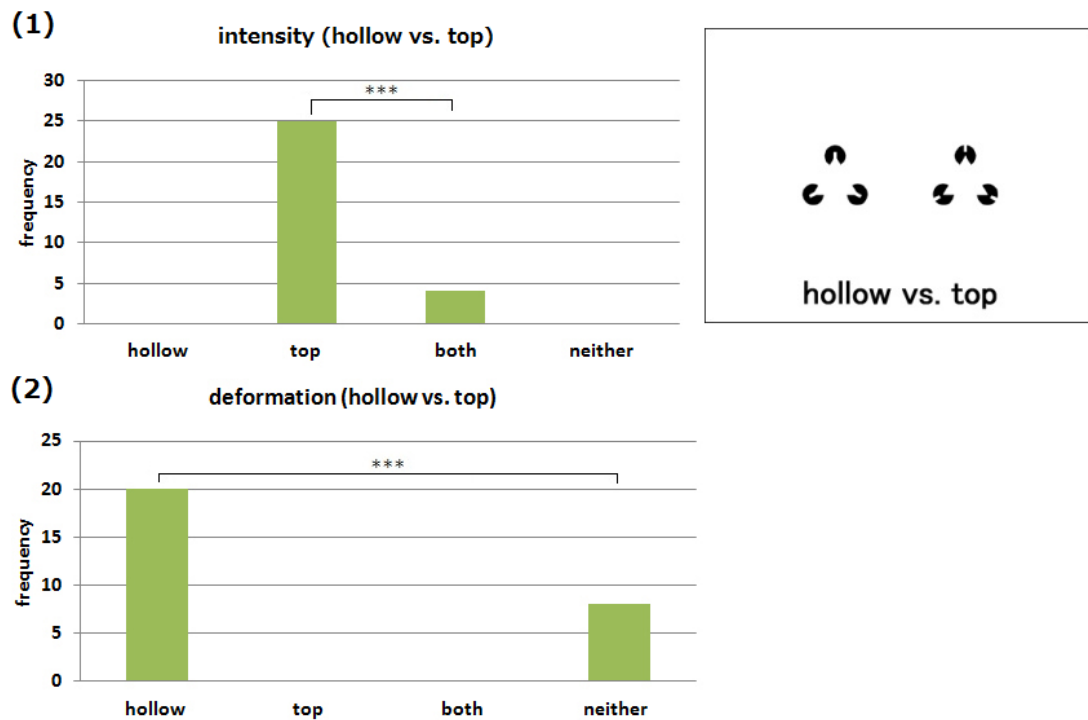 (1)
intensity (hollow vs. top)
30
25
20
15
10
5
0
frequency
***
hollow top both neither
hollow vs. top
(2)
deformation (hollow vs. top)
25
20
15
10
5
0
frequency
***
hollow top both neither